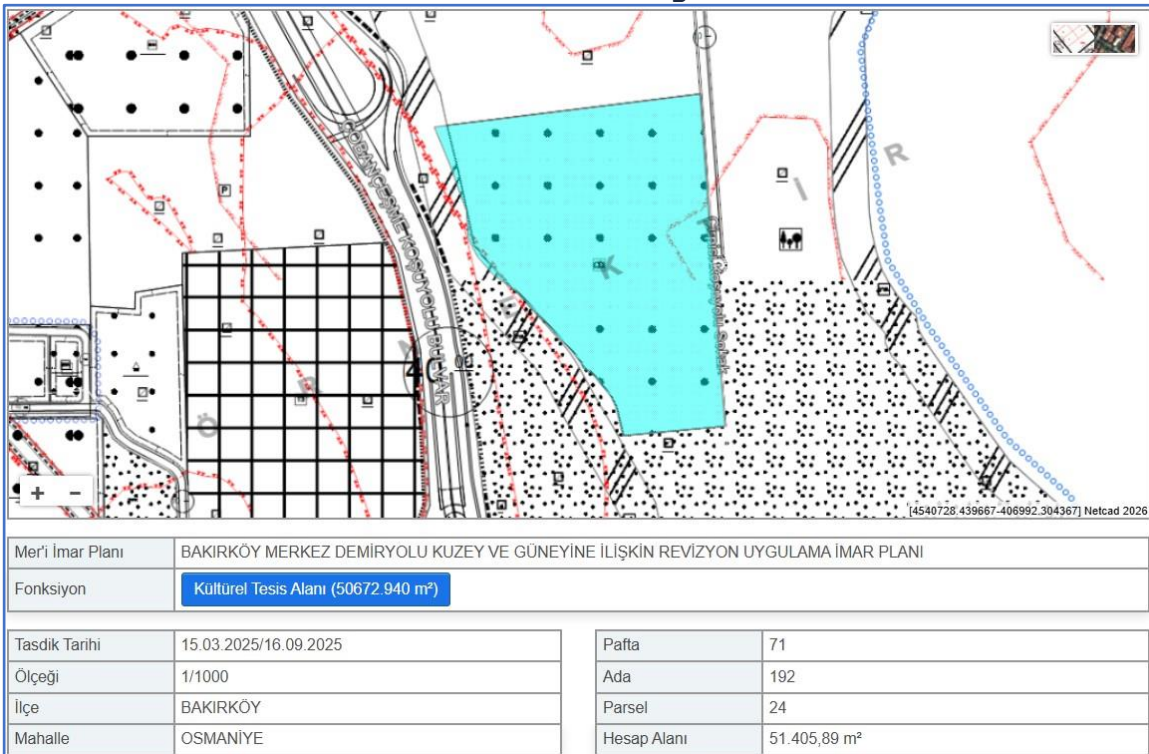 ÇOBANÇEŞME KOŞUYOLU BULVAR
P
R
I
K
Ö
[4540728.439667-406992.304367] Netcad 2026
+ −
Mer'i İmar Planı BAKIRKÖY MERKEZ DEMİRYOLU KUZEY VE GÜNEYİNE İLİŞKİN REVİZYON UYGULAMA İMAR PLANI
Fonksiyon Kültürel Tesis Alanı (50672.940 m²)
Tasdik Tarihi 15.03.2025/16.09.2025
Ölçeği 1/1000
İlçe BAKIRKÖY
Mahalle OSMANİYE
Pafta 71
Ada 192
Parsel 24
Hesap Alanı 51.405,89 m²